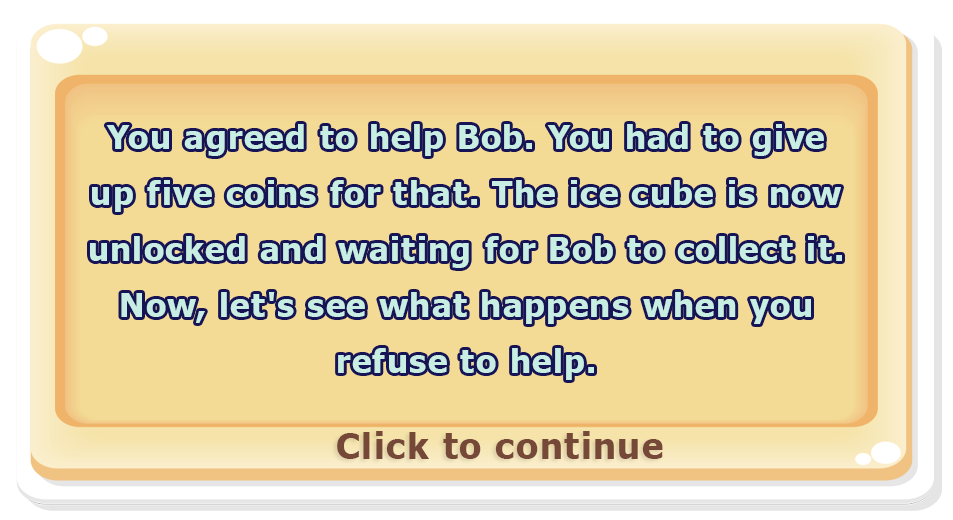 You agreed to help Bob. You had to give
up five coins for that. The ice cube is now
unlocked and waiting for Bob to collect it.
Now, let's see what happens when you
refuse to help.
Click to continue